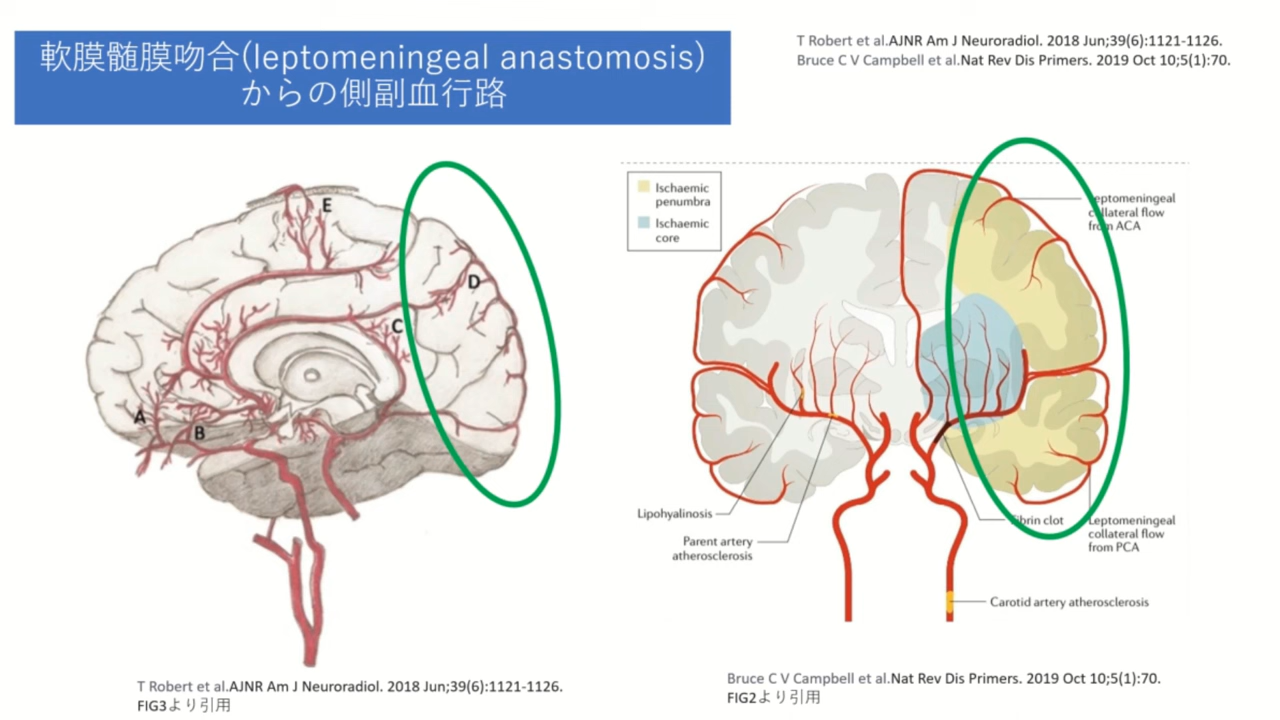 軟膜髄膜吻合(leptomeningeal anastomosis)
からの側副血行路
T Robert et al.AJNR Am J Neuroradiol. 2018 Jun;39(6):1121-1126.
Bruce C V Campbell et al.Nat Rev Dis Primers. 2019 Oct 10;5(1):70.
E
D
C
A
B
Ischaemic
penumbra
Ischaemic
core
Leptomeningeal
collateral flow
from ACA
Lipohyalinosis
Parent artery
atherosclerosis
Fibrin clot
Leptomeningeal
collateral flow
from PCA
Carotid artery atherosclerosis
T Robert et al.AJNR Am J Neuroradiol. 2018 Jun;39(6):1121-1126.
FIG3より引用
Bruce C V Campbell et al.Nat Rev Dis Primers. 2019 Oct 10;5(1):70.
FIG2より引用